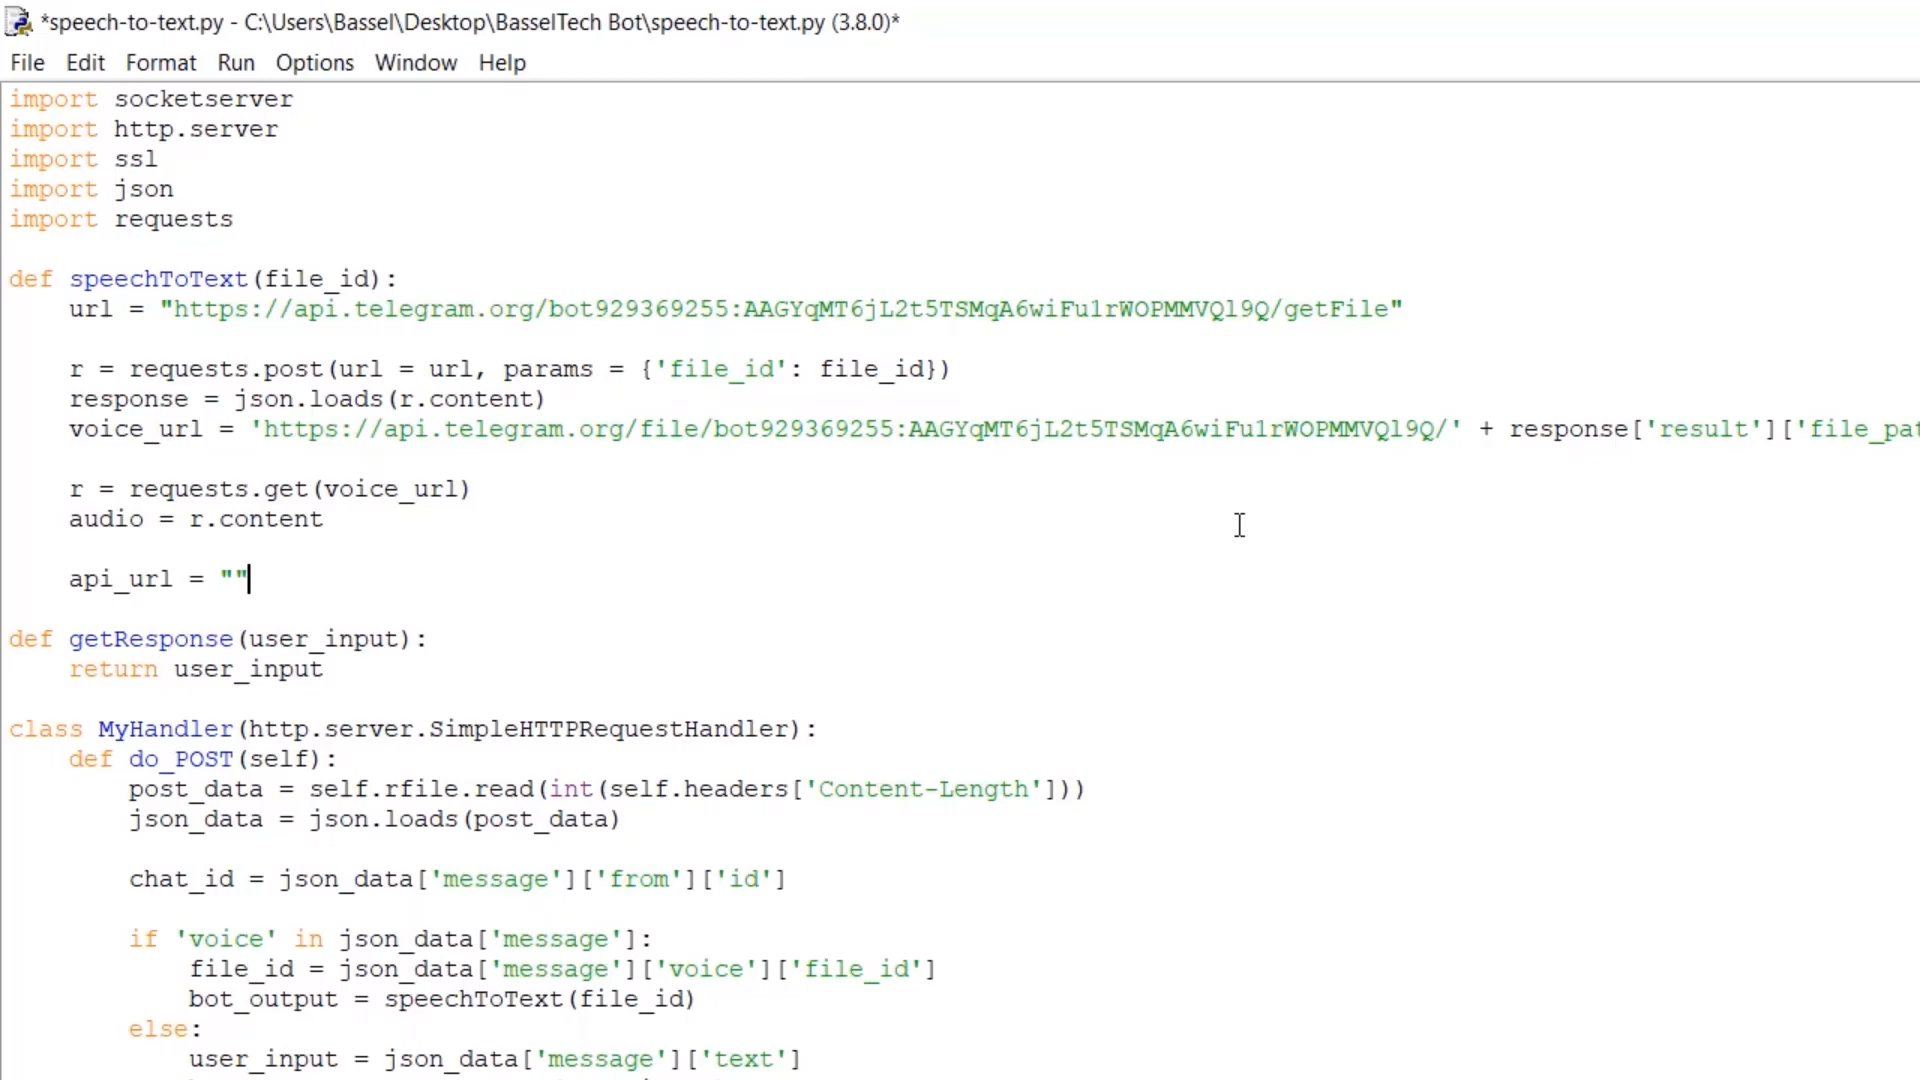 *speech-to-text.py - C:\Users\Bassel\Desktop\BasselTech Bot\speech-to-text.py (3.8.0)*
File Edit Format Run Options Window Help
import socketserver
import http.server
import ssl
import json
import requests
def speechToText(file_id):
    url = "https://api.telegram.org/bot929369255:AAGYqMT6jL2t5TSMqA6wiFu1rWOPMMVQl9Q/getFile"
    r = requests.post(url = url, params = {'file_id': file_id})
    response = json.loads(r.content)
    voice_url = 'https://api.telegram.org/file/bot929369255:AAGYqMT6jL2t5TSMqA6wiFu1rWOPMMVQl9Q/' + response['result']['file_pat
    r = requests.get(voice_url)
    audio = r.content
    api_url = ""
def getResponse(user_input):
    return user_input
class MyHandler(http.server.SimpleHTTPRequestHandler):
    def do_POST(self):
        post_data = self.rfile.read(int(self.headers['Content-Length']))
        json_data = json.loads(post_data)
        chat_id = json_data['message']['from']['id']
        if 'voice' in json_data['message']:
            file_id = json_data['message']['voice']['file_id']
            bot_output = speechToText(file_id)
        else:
            user_input = json_data['message']['text']